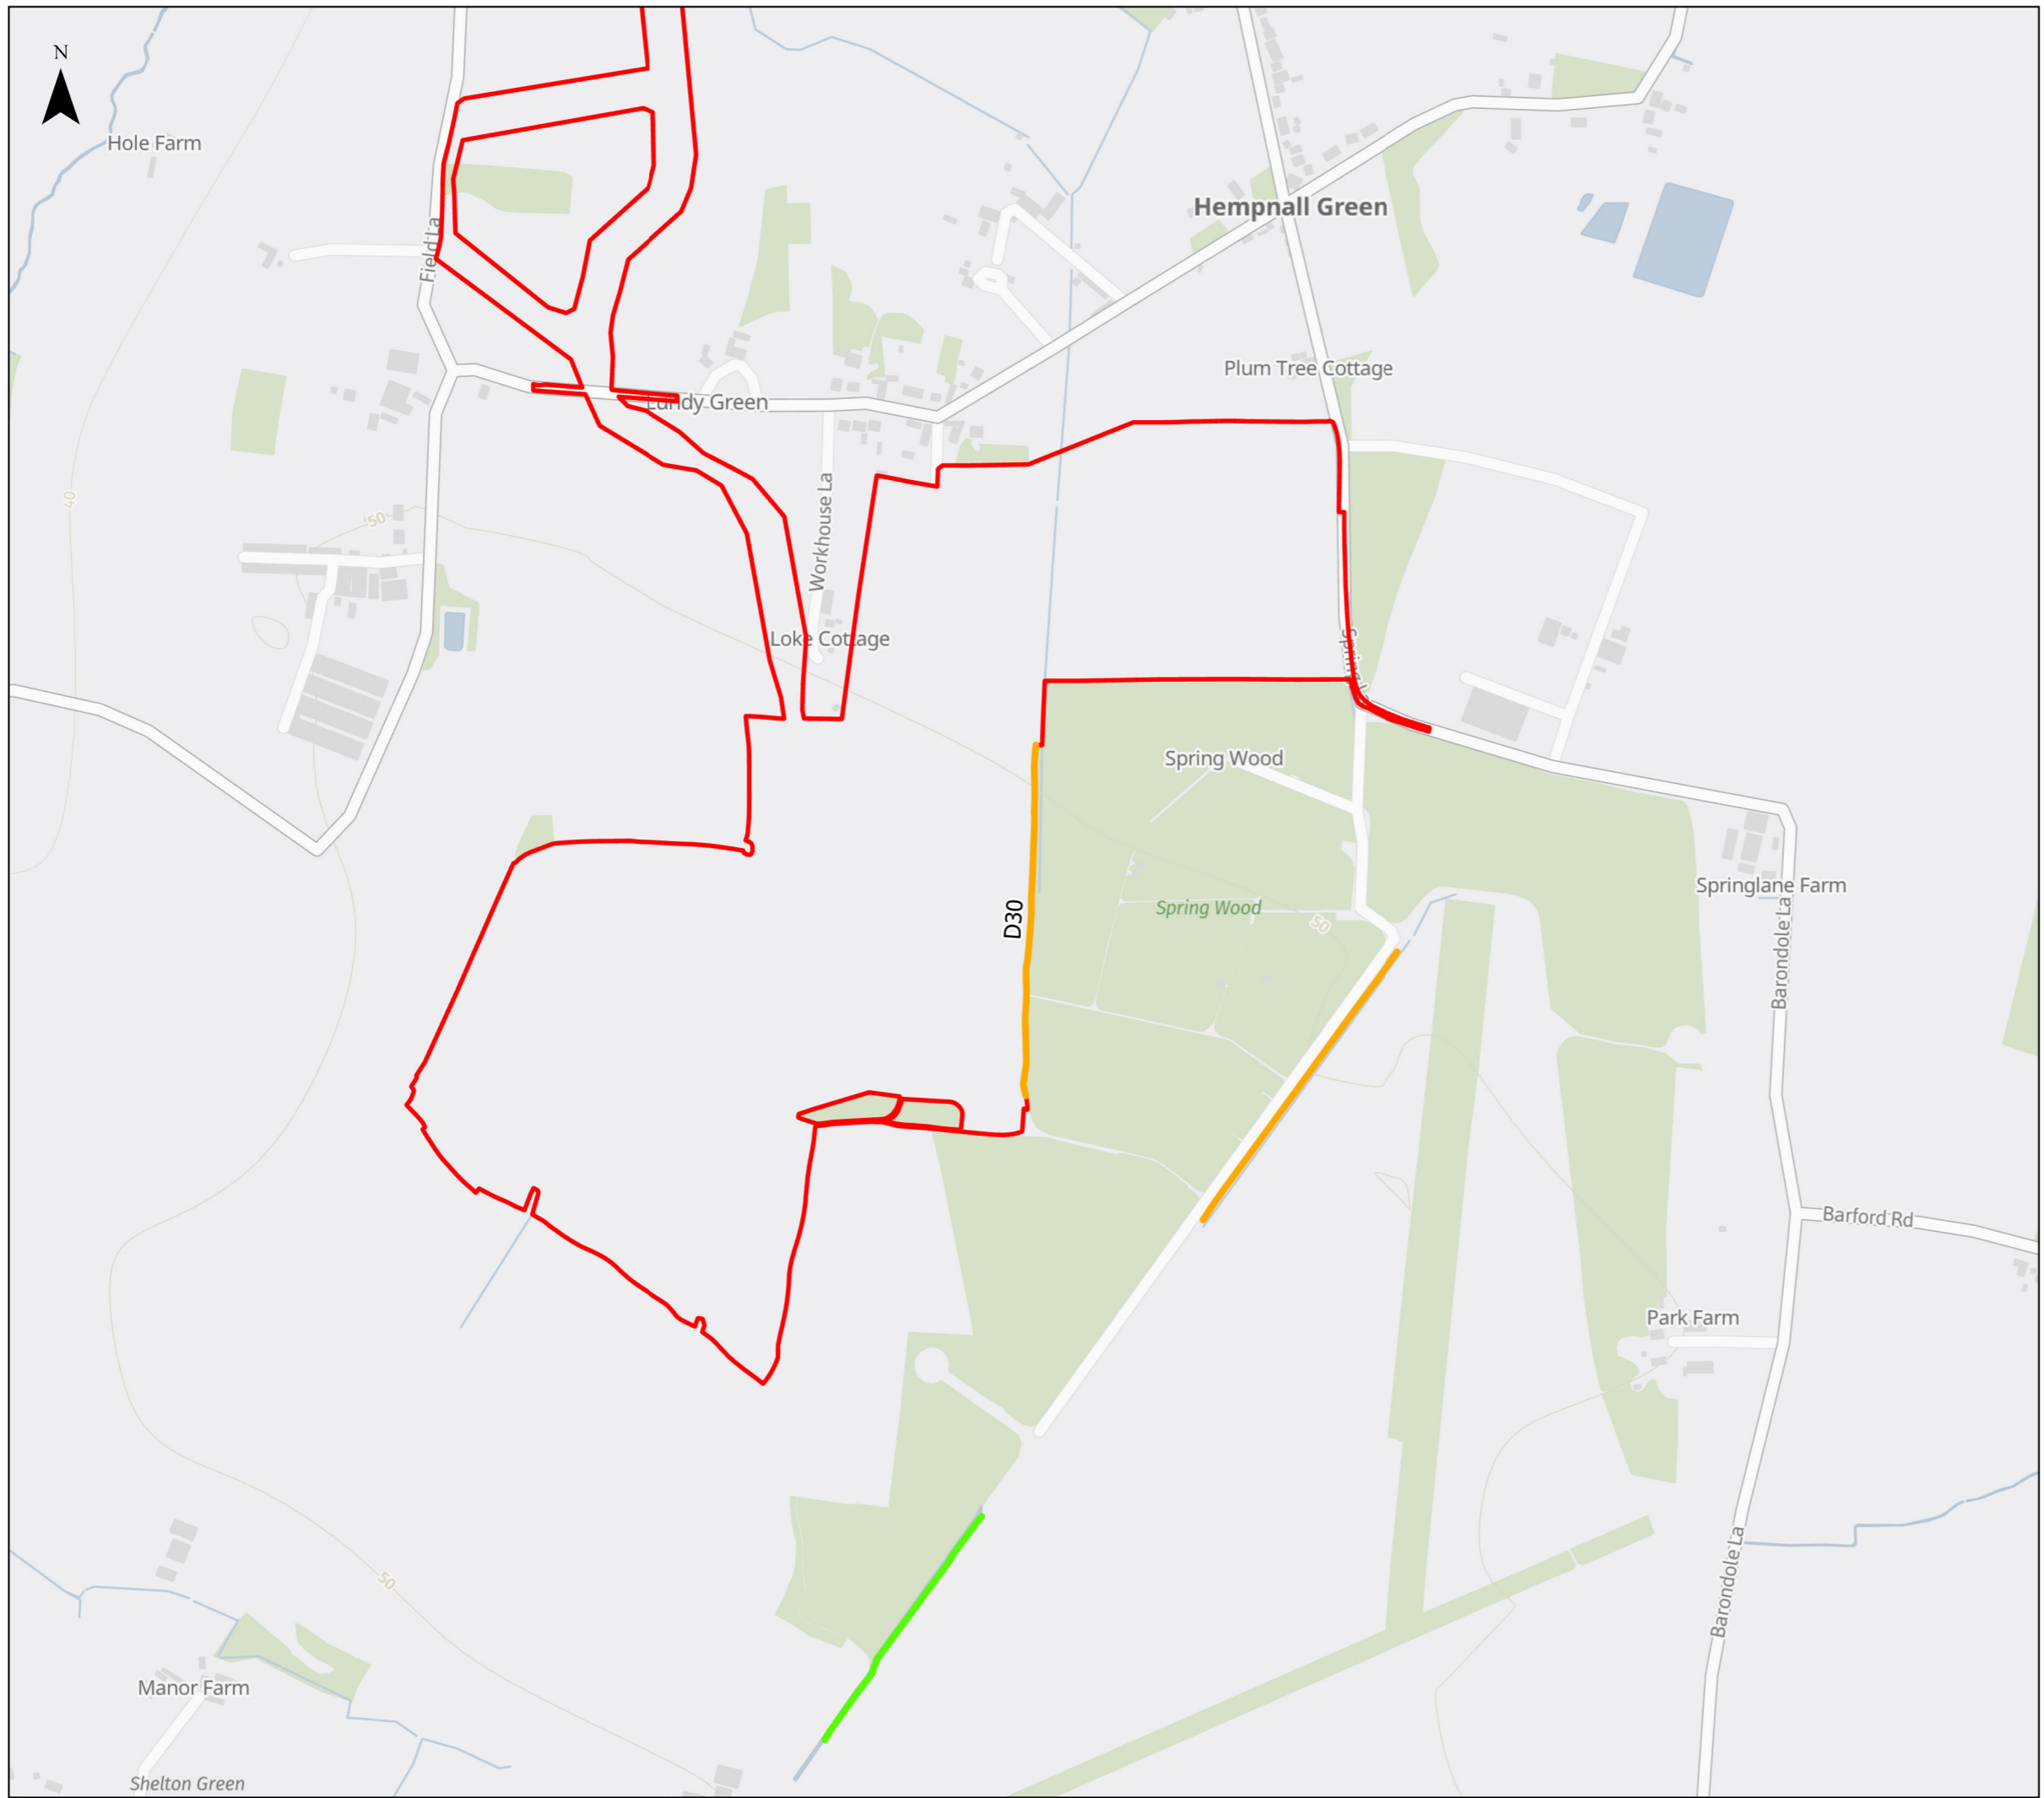 N
Hole Farm
Hempnall Green
Field La
Plum Tree Cottage
Lundy Green
40
50
Workhouse La
Loke Cottage
Spring La
Spring Wood
Springlane Farm
D30
Spring Wood
50
Barondole La
Barford Rd
Park Farm
50
Barondole La
Manor Farm
Shelton Green